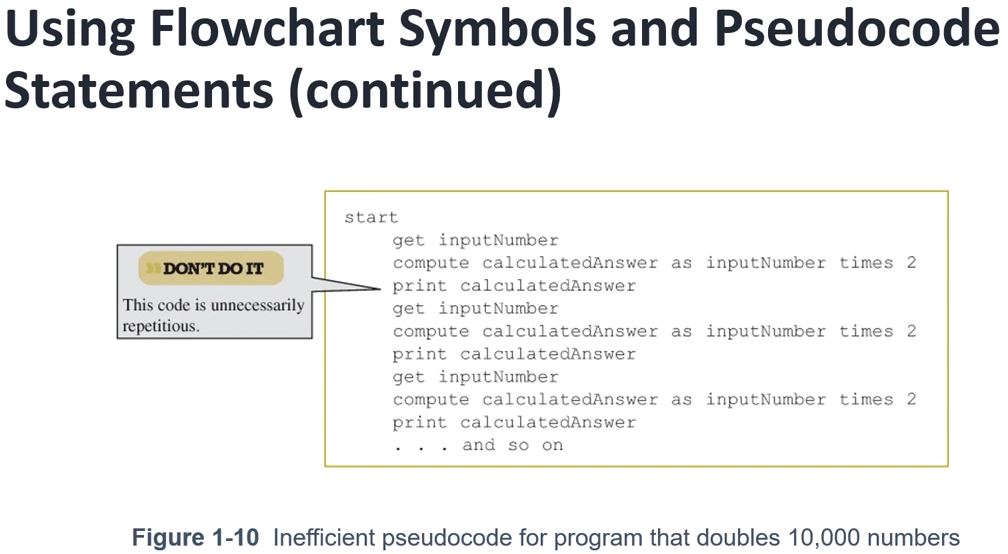 Using Flowchart Symbols and Pseudocode
Statements (continued)
start
get inputNumber
compute calculatedAnswer as inputNumber times 2
print calculatedAnswer
get inputNumber
compute calculatedAnswer as inputNumber times 2
print calculatedAnswer
get inputNumber
compute calculatedAnswer as inputNumber times 2
print calculatedAnswer
. . . and so on
»DON'T DO IT
This code is unnecessarily
repetitious.
Figure 1-10 Inefficient pseudocode for program that doubles 10,000 numbers